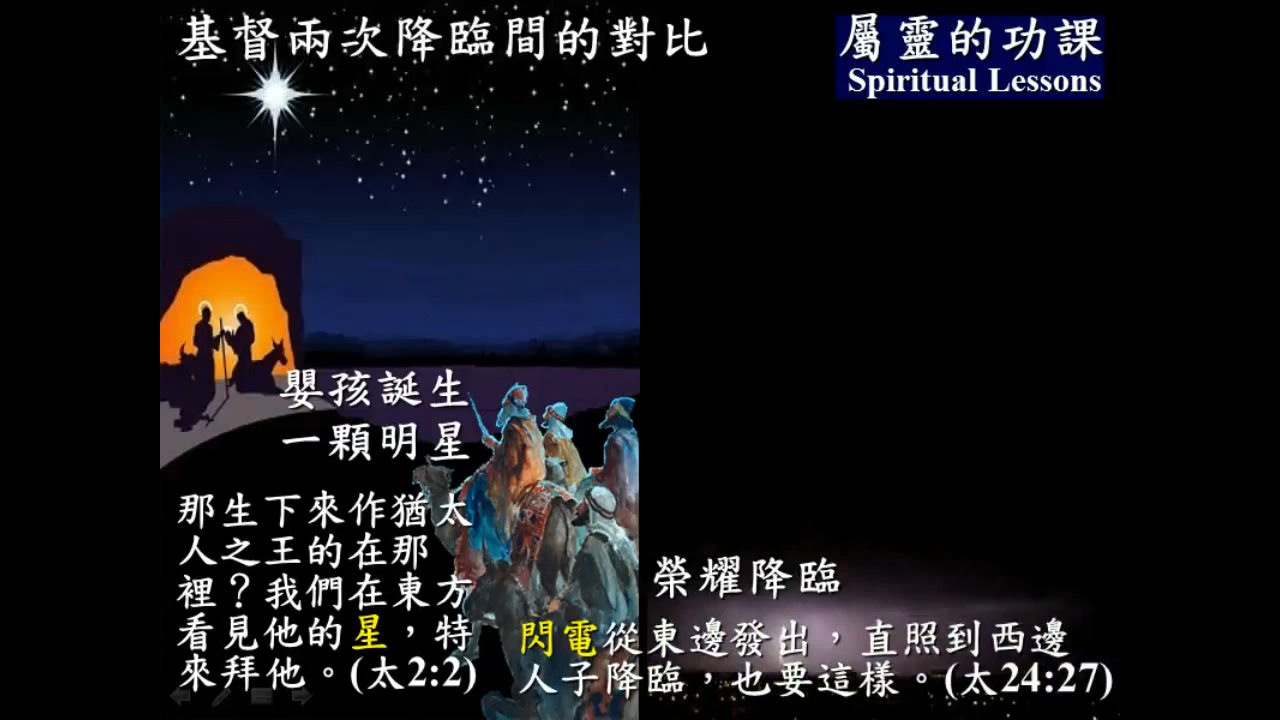 基督兩次降臨間的對比
屬靈的功課
Spiritual Lessons
嬰孩誕生
一顆明星
那生下來作猶太
人之王的在那
裡？我們在東方
看見他的星，特
來拜他。(太2:2)
榮耀降臨
閃電從東邊發出，直照到西邊
人子降臨，也要這樣。(太24:27)